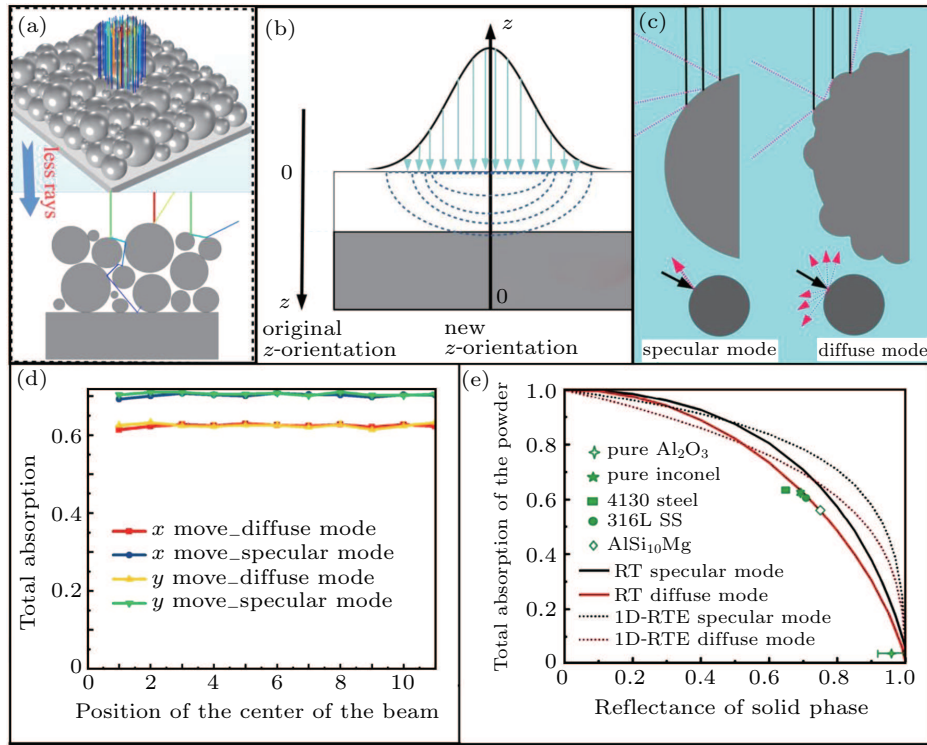 (a)
less rays
(b)
z
0
z
0
original
z-orientation
new
z-orientation
(c)
specular mode
diffuse mode
(d)
Total absorption
0.6
0.4
0.2
0
x move_diffuse mode
x move_specular mode
y move_diffuse mode
y move_specular mode
0 2 4 6 8 10
Position of the center of the beam
(e)
Total absorption of the powder
1.0
0.8
0.6
0.4
0.2
0
pure Al₂O₃
pure inconel
4130 steel
316L SS
AlSi₁₀Mg
RT specular mode
RT diffuse mode
1D-RTE specular mode
1D-RTE diffuse mode
0 0.2 0.4 0.6 0.8 1.0
Reflectance of solid phase